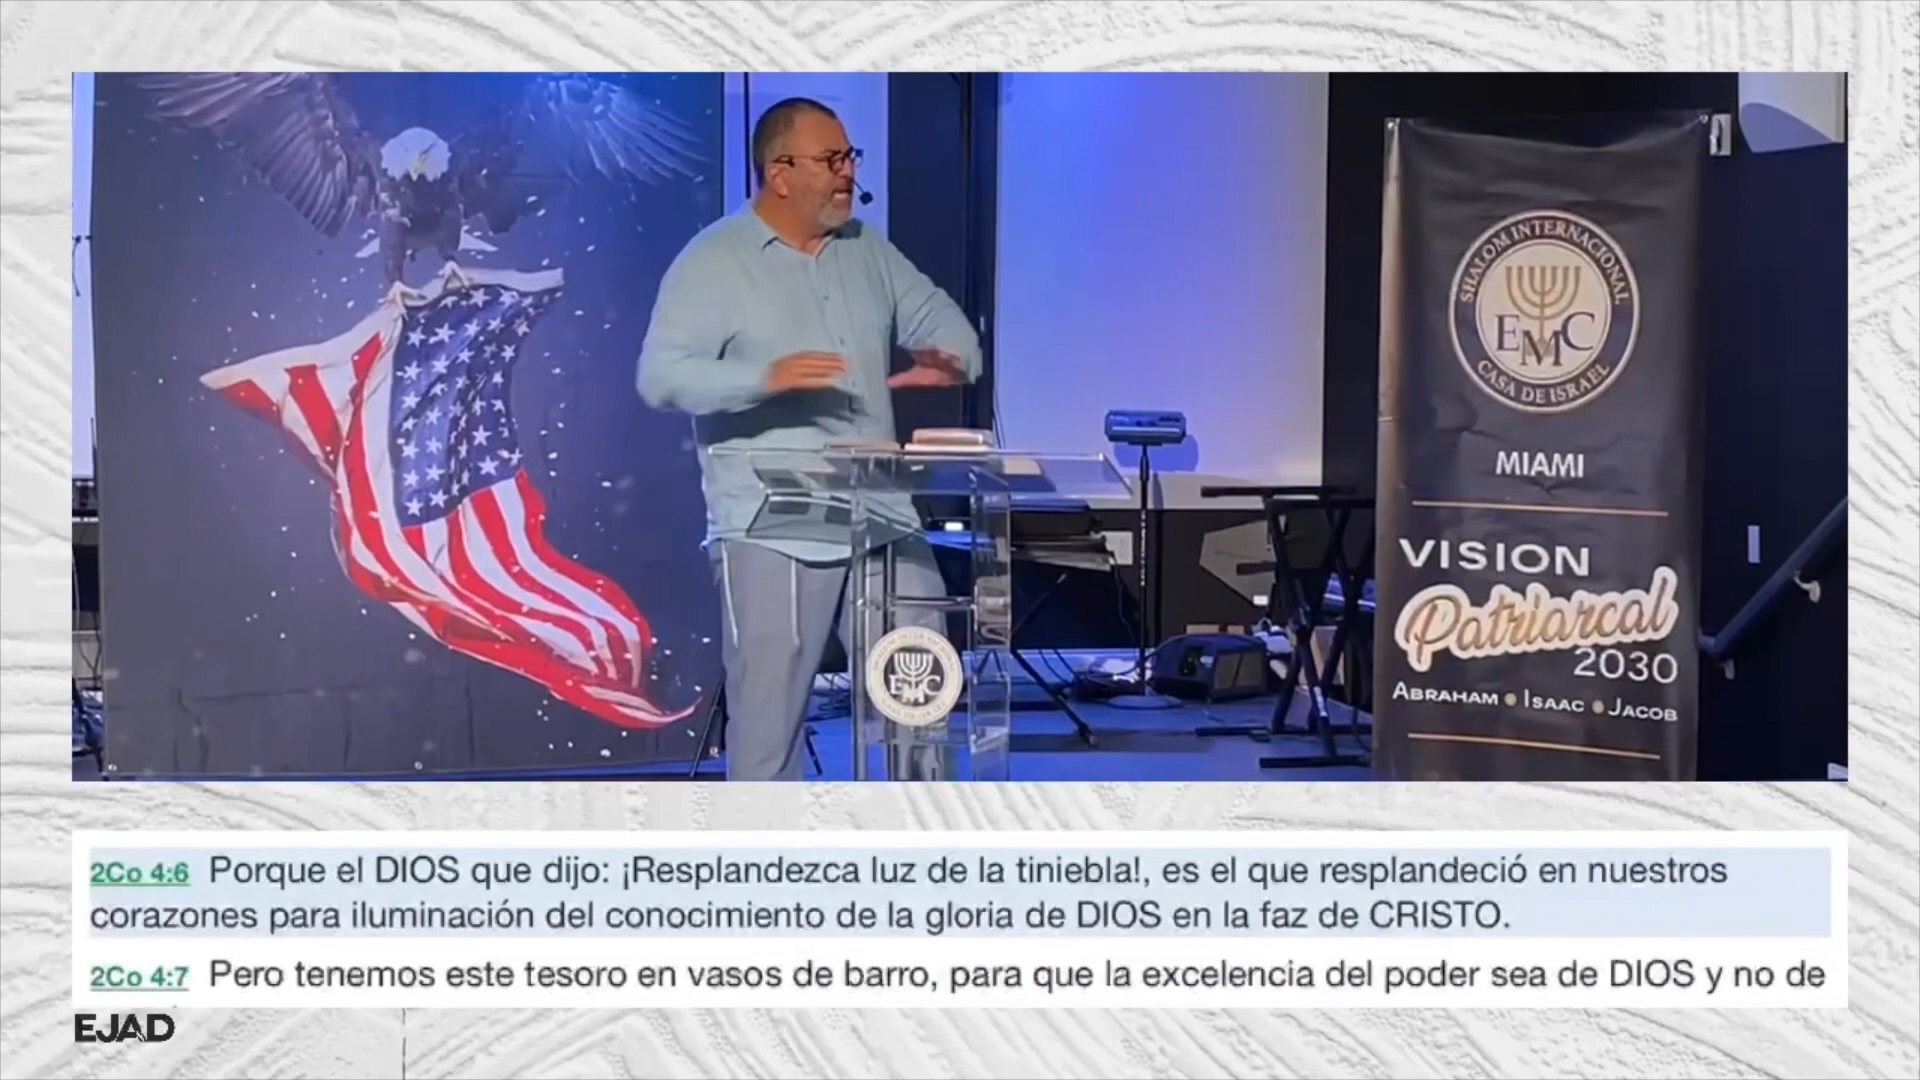 SHALOM INTERNACIONAL
EMC
CASA DE ISRAEL
MIAMI
VISION
Patriarcal
2030
ABRAHAM • ISAAC • JACOB
EMC
2Co 4:6 Porque el DIOS que dijo: ¡Resplandezca luz de la tiniebla!, es el que resplandeció en nuestros
corazones para iluminación del conocimiento de la gloria de DIOS en la faz de CRISTO.
2Co 4:7 Pero tenemos este tesoro en vasos de barro, para que la excelencia del poder sea de DIOS y no de
EJAD